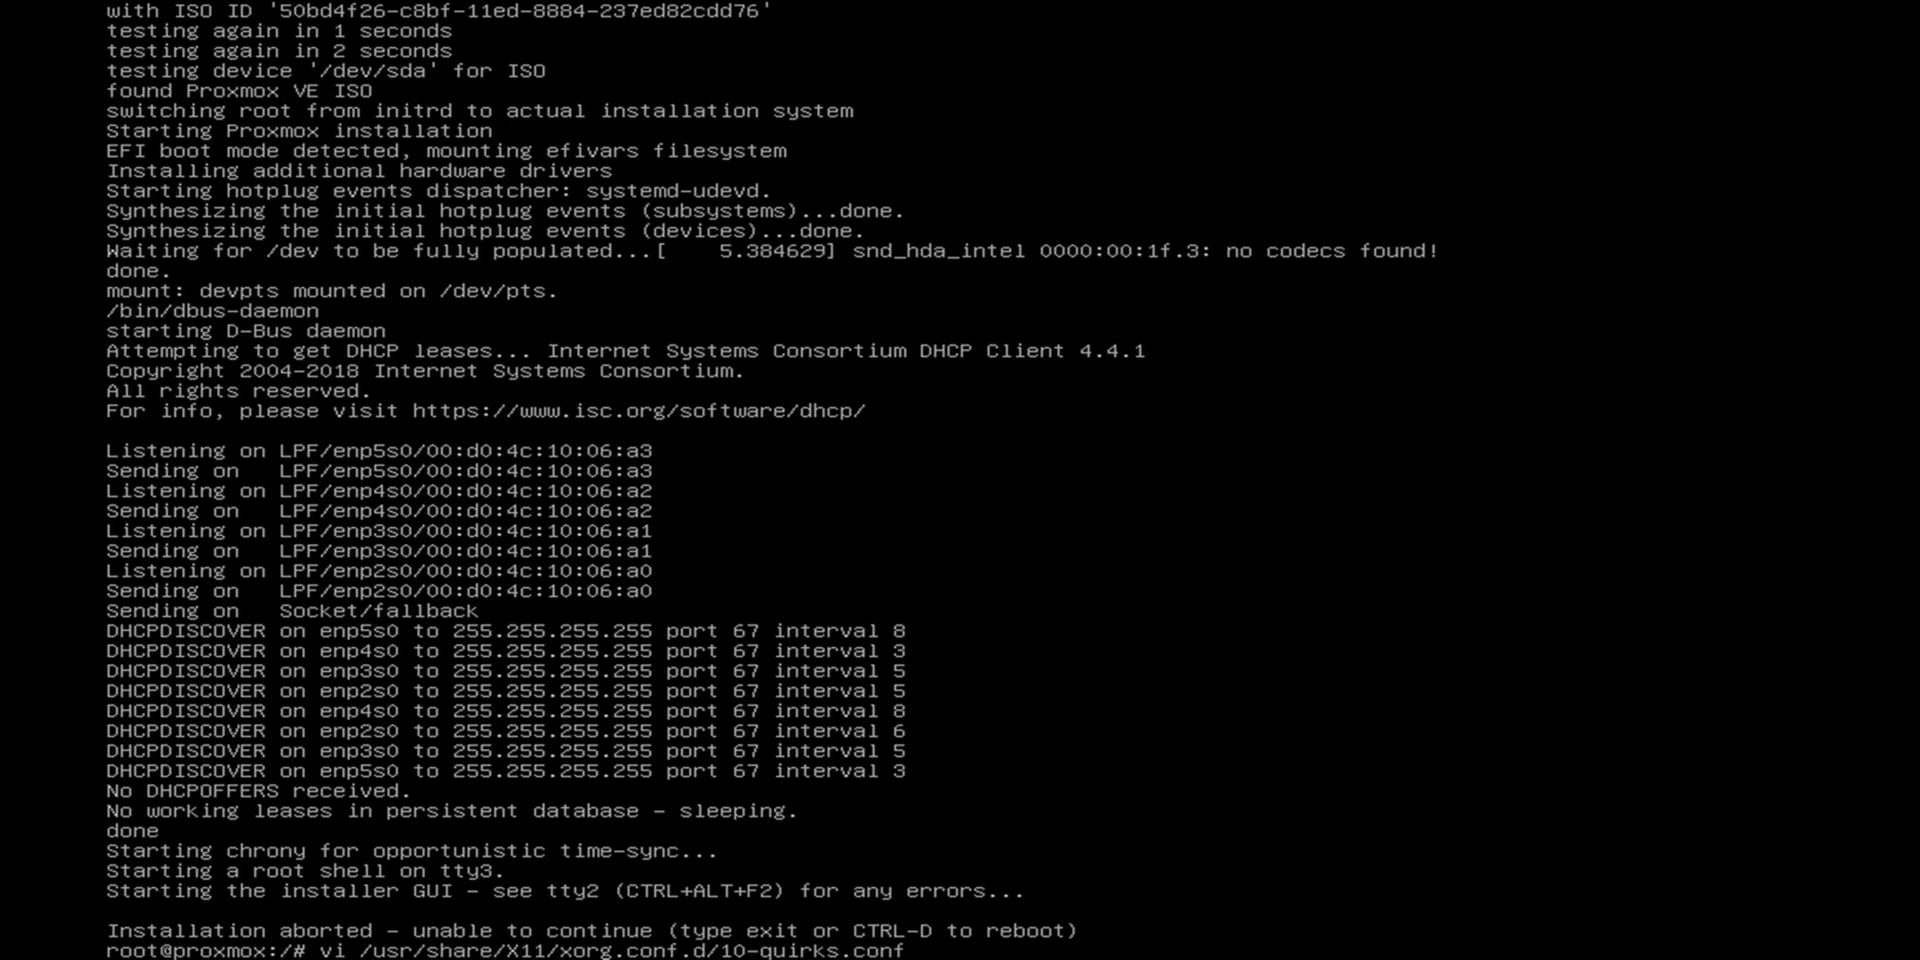 with ISO ID '50bd4f26-c8bf-11ed-8884-237ed82cdd76'
testing again in 1 seconds
testing again in 2 seconds
testing device '/dev/sda' for ISO
found Proxmox VE ISO
switching root from initrd to actual installation system
Starting Proxmox installation
EFI boot mode detected, mounting efivars filesystem
Installing additional hardware drivers
Starting hotplug events dispatcher: systemd-udevd.
Synthesizing the initial hotplug events (subsystems)...done.
Synthesizing the initial hotplug events (devices)...done.
Waiting for /dev to be fully populated...[    5.384629] snd_hda_intel 0000:00:1f.3: no codecs found!
done.
mount: devpts mounted on /dev/pts.
/bin/dbus-daemon
starting D-Bus daemon
Attempting to get DHCP leases... Internet Systems Consortium DHCP Client 4.4.1
Copyright 2004-2018 Internet Systems Consortium.
All rights reserved.
For info, please visit https://www.isc.org/software/dhcp/
Listening on LPF/enp5s0/00:d0:4c:10:06:a3
Sending on   LPF/enp5s0/00:d0:4c:10:06:a3
Listening on LPF/enp4s0/00:d0:4c:10:06:a2
Sending on   LPF/enp4s0/00:d0:4c:10:06:a2
Listening on LPF/enp3s0/00:d0:4c:10:06:a1
Sending on   LPF/enp3s0/00:d0:4c:10:06:a1
Listening on LPF/enp2s0/00:d0:4c:10:06:a0
Sending on   LPF/enp2s0/00:d0:4c:10:06:a0
Sending on   Socket/fallback
DHCPDISCOVER on enp5s0 to 255.255.255.255 port 67 interval 8
DHCPDISCOVER on enp4s0 to 255.255.255.255 port 67 interval 3
DHCPDISCOVER on enp3s0 to 255.255.255.255 port 67 interval 5
DHCPDISCOVER on enp2s0 to 255.255.255.255 port 67 interval 5
DHCPDISCOVER on enp4s0 to 255.255.255.255 port 67 interval 8
DHCPDISCOVER on enp2s0 to 255.255.255.255 port 67 interval 6
DHCPDISCOVER on enp3s0 to 255.255.255.255 port 67 interval 5
DHCPDISCOVER on enp5s0 to 255.255.255.255 port 67 interval 3
No DHCPOFFERS received.
No working leases in persistent database - sleeping.
done
Starting chrony for opportunistic time-sync...
Starting a root shell on tty3.
Starting the installer GUI - see tty2 (CTRL+ALT+F2) for any errors...
Installation aborted - unable to continue (type exit or CTRL-D to reboot)
root@proxmox:/# vi /usr/share/X11/xorg.conf.d/10-quirks.conf